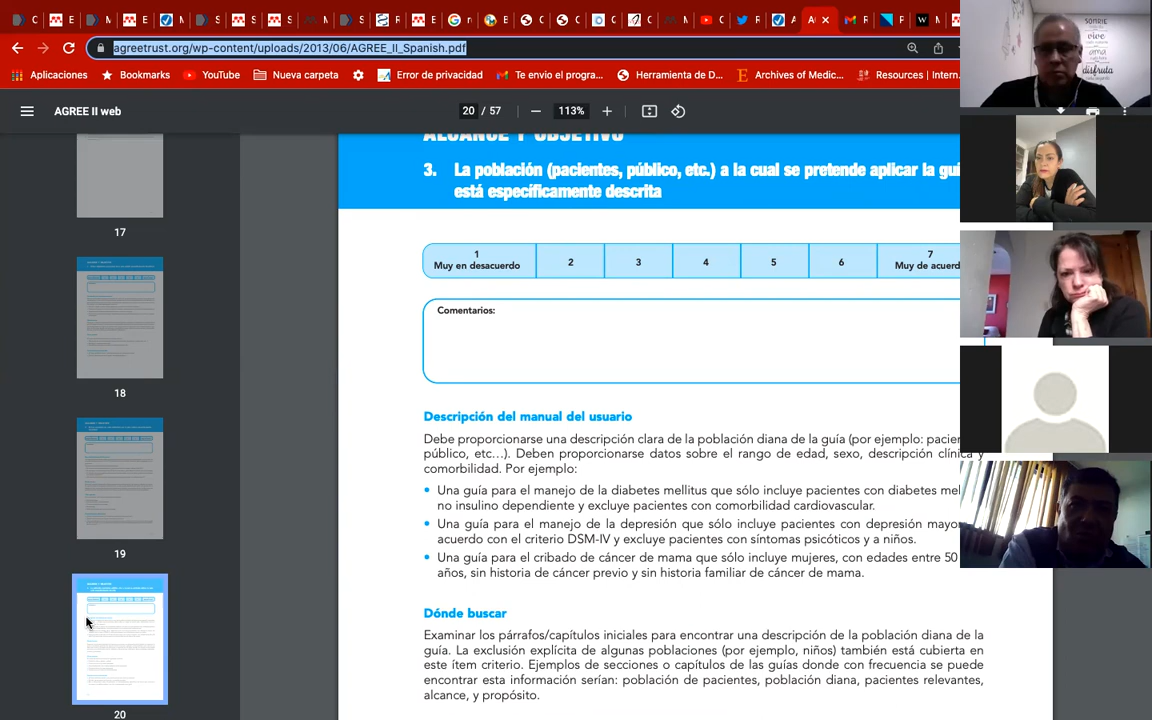 agreetrust.org/wp-content/uploads/2013/06/AGREE_II_Spanish.pdf
Aplicaciones Bookmarks YouTube Nueva carpeta Error de privacidad Te envio el progra... Herramienta de D... Archives of Medic... Resources | Intern...
AGREE II web
20 / 57
113%
17
18
19
20
ALCANCE Y OBJETIVO
3. La población (pacientes, público, etc.) a la cual se pretende aplicar la guí
está específicamente descrita
1 2 3 4 5 6 7
Muy en desacuerdo Muy de acuerd
Comentarios:
Descripción del manual del usuario
Debe proporcionarse una descripción clara de la población diana de la guía (por ejemplo: pacien
público, etc…). Deben proporcionarse datos sobre el rango de edad, sexo, descripción clínica y
comorbilidad. Por ejemplo:
• Una guía para el manejo de la diabetes mellitus que sólo incluye pacientes con diabetes mel
no insulino dependiente y excluye pacientes con comorbilidad cardiovascular.
• Una guía para el manejo de la depresión que sólo incluye pacientes con depresión mayo
acuerdo con el criterio DSM-IV y excluye pacientes con síntomas psicóticos y a niños.
• Una guía para el cribado de cáncer de mama que sólo incluye mujeres, con edades entre 50
años, sin historia de cáncer previo y sin historia familiar de cáncer de mama.
Dónde buscar
Examinar los párrafos/capítulos iniciales para encontrar una descripción de la población diana de la
guía. La exclusión explícita de algunas poblaciones (por ejemplo, niños) también está cubierta en
este ítem criterio. Ejemplos de secciones o capítulos de las guías donde con frecuencia se puede
encontrar esta información serían: población de pacientes, población diana, pacientes relevantes,
alcance, y propósito.
SONRIE
vive
ama
disfruta